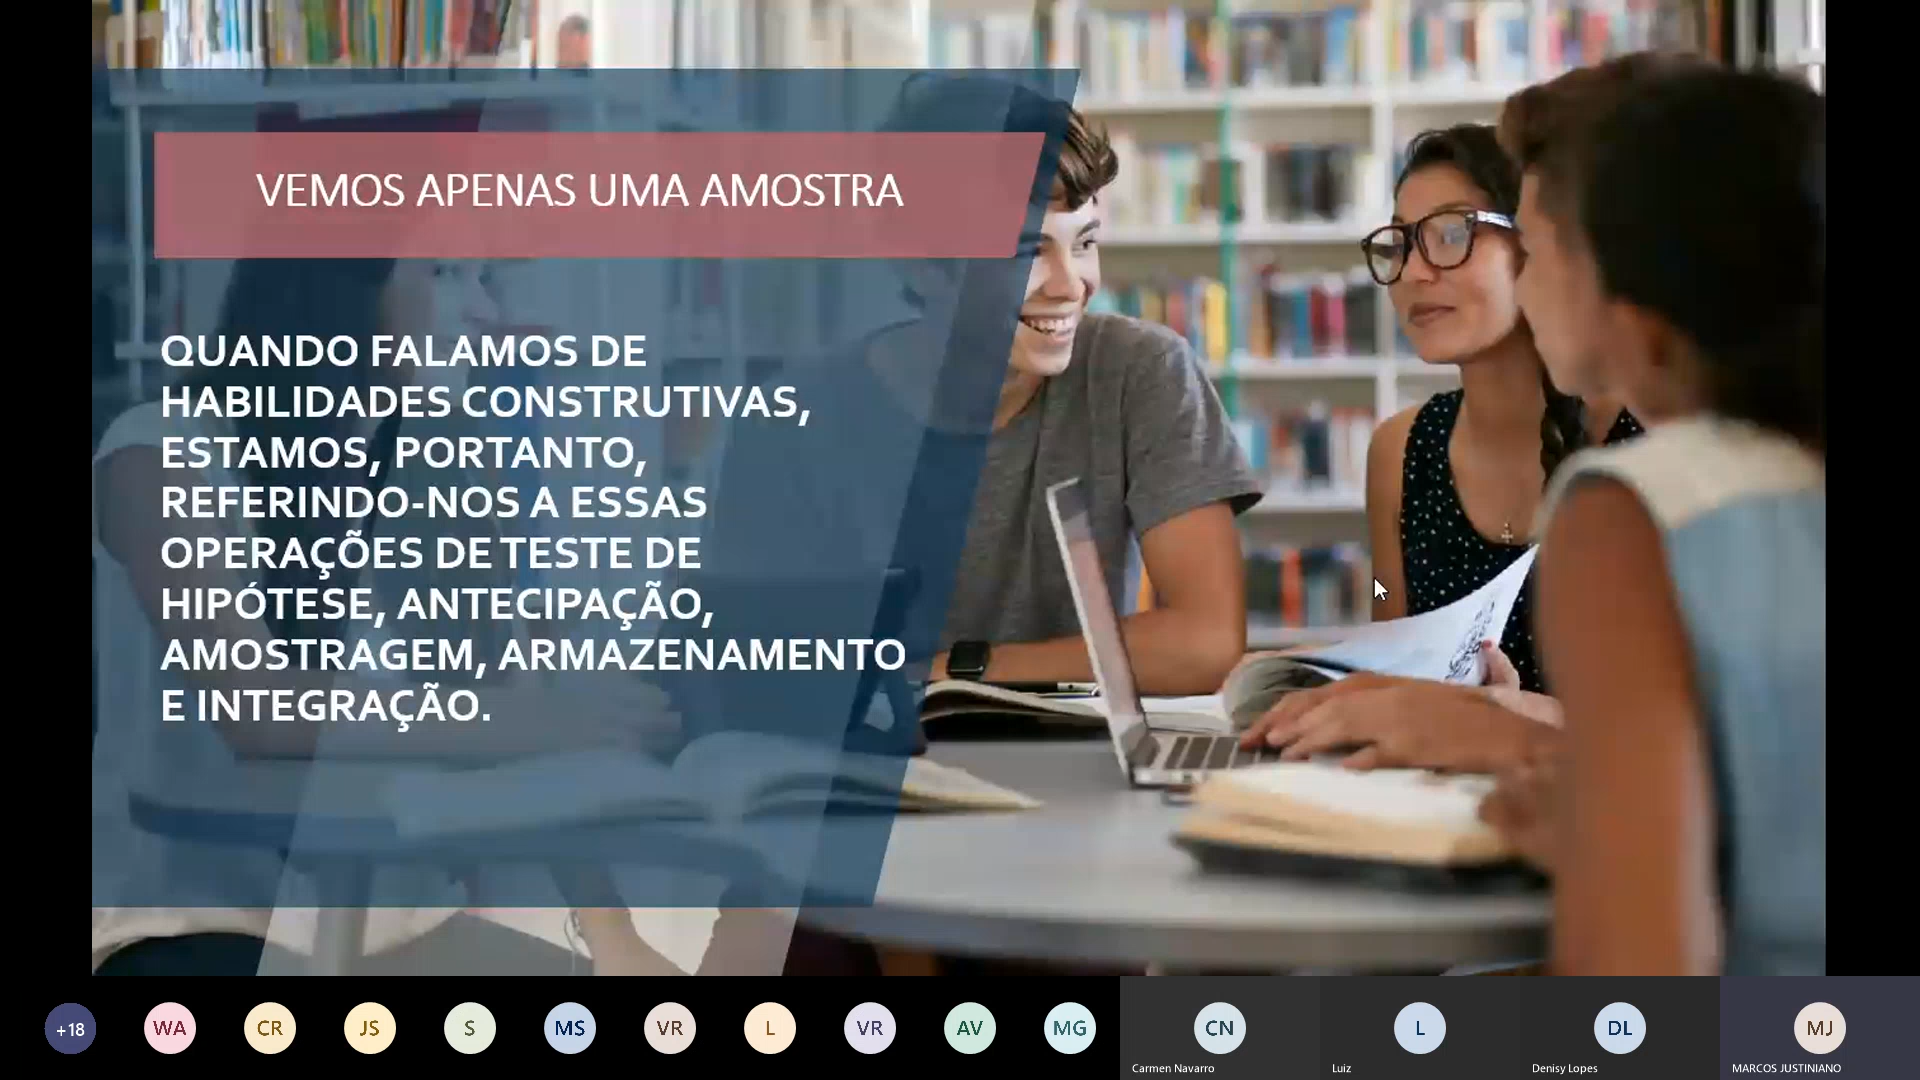 VEMOS APENAS UMA AMOSTRA
QUANDO FALAMOS DE
HABILIDADES CONSTRUTIVAS,
ESTAMOS, PORTANTO,
REFERINDO-NOS A ESSAS
OPERAÇÕES DE TESTE DE
HIPÓTESE, ANTECIPAÇÃO,
AMOSTRAGEM, ARMAZENAMENTO
E INTEGRAÇÃO.
+18 WA CR JS S MS VR L VR AV MG CN L DL MJ
Carmen Navarro Luiz Denisy Lopes MARCOS JUSTINIANO